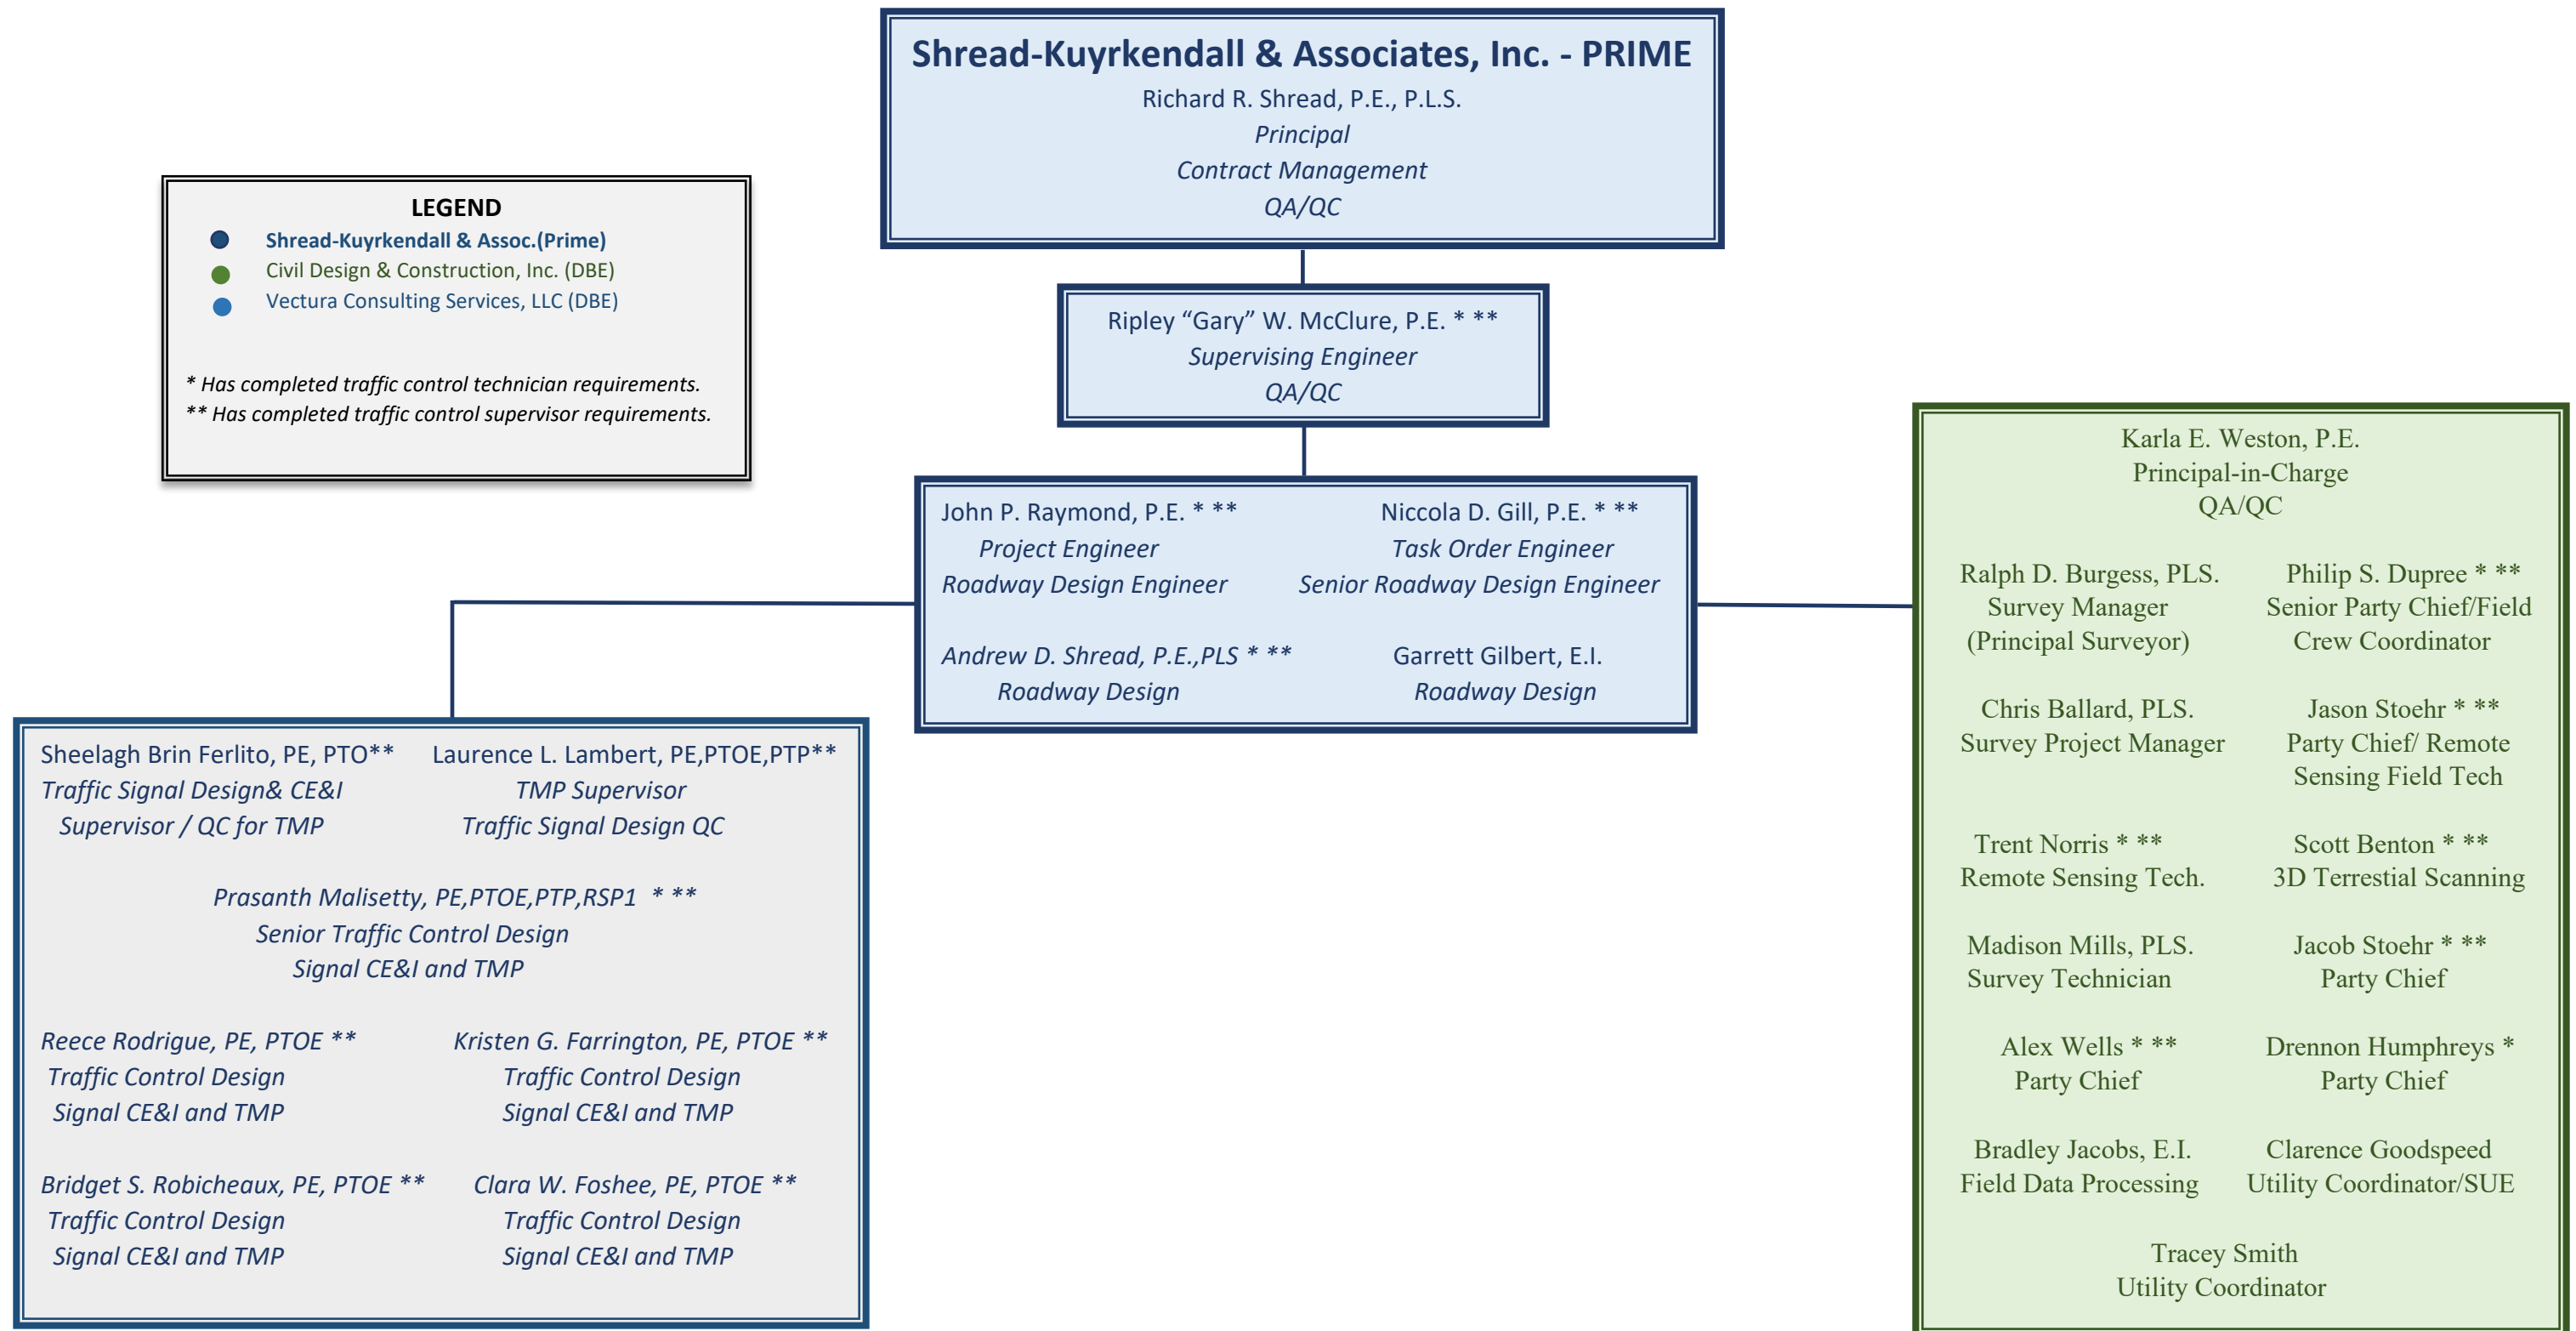 Shread-Kuyrkendall & Associates, Inc. - PRIME
Richard R. Shread, P.E., P.L.S.
Principal
Contract Management
QA/QC
LEGEND
Shread-Kuyrkendall & Assoc.(Prime)
Civil Design & Construction, Inc. (DBE)
Vectura Consulting Services, LLC (DBE)
* Has completed traffic control technician requirements.
** Has completed traffic control supervisor requirements.
Ripley “Gary” W. McClure, P.E. * **
Supervising Engineer
QA/QC
John P. Raymond, P.E. * **
Project Engineer
Roadway Design Engineer
Niccola D. Gill, P.E. * **
Task Order Engineer
Senior Roadway Design Engineer
Andrew D. Shread, P.E.,PLS * **
Roadway Design
Garrett Gilbert, E.I.
Roadway Design
Sheelagh Brin Ferlito, PE, PTO**
Traffic Signal Design& CE&I
Supervisor / QC for TMP
Laurence L. Lambert, PE,PTOE,PTP**
TMP Supervisor
Traffic Signal Design QC
Prasanth Malisetty, PE,PTOE,PTP,RSP1 * **
Senior Traffic Control Design
Signal CE&I and TMP
Reece Rodrigue, PE, PTOE **
Traffic Control Design
Signal CE&I and TMP
Kristen G. Farrington, PE, PTOE **
Traffic Control Design
Signal CE&I and TMP
Bridget S. Robicheaux, PE, PTOE **
Traffic Control Design
Signal CE&I and TMP
Clara W. Foshee, PE, PTOE **
Traffic Control Design
Signal CE&I and TMP
Karla E. Weston, P.E.
Principal-in-Charge
QA/QC
Ralph D. Burgess, PLS.
Survey Manager
(Principal Surveyor)
Philip S. Dupree * **
Senior Party Chief/Field
Crew Coordinator
Chris Ballard, PLS.
Survey Project Manager
Jason Stoehr * **
Party Chief/ Remote
Sensing Field Tech
Trent Norris * **
Remote Sensing Tech.
Scott Benton * **
3D Terrestial Scanning
Madison Mills, PLS.
Survey Technician
Jacob Stoehr * **
Party Chief
Alex Wells * **
Party Chief
Drennon Humphreys *
Party Chief
Bradley Jacobs, E.I.
Field Data Processing
Clarence Goodspeed
Utility Coordinator/SUE
Tracey Smith
Utility Coordinator